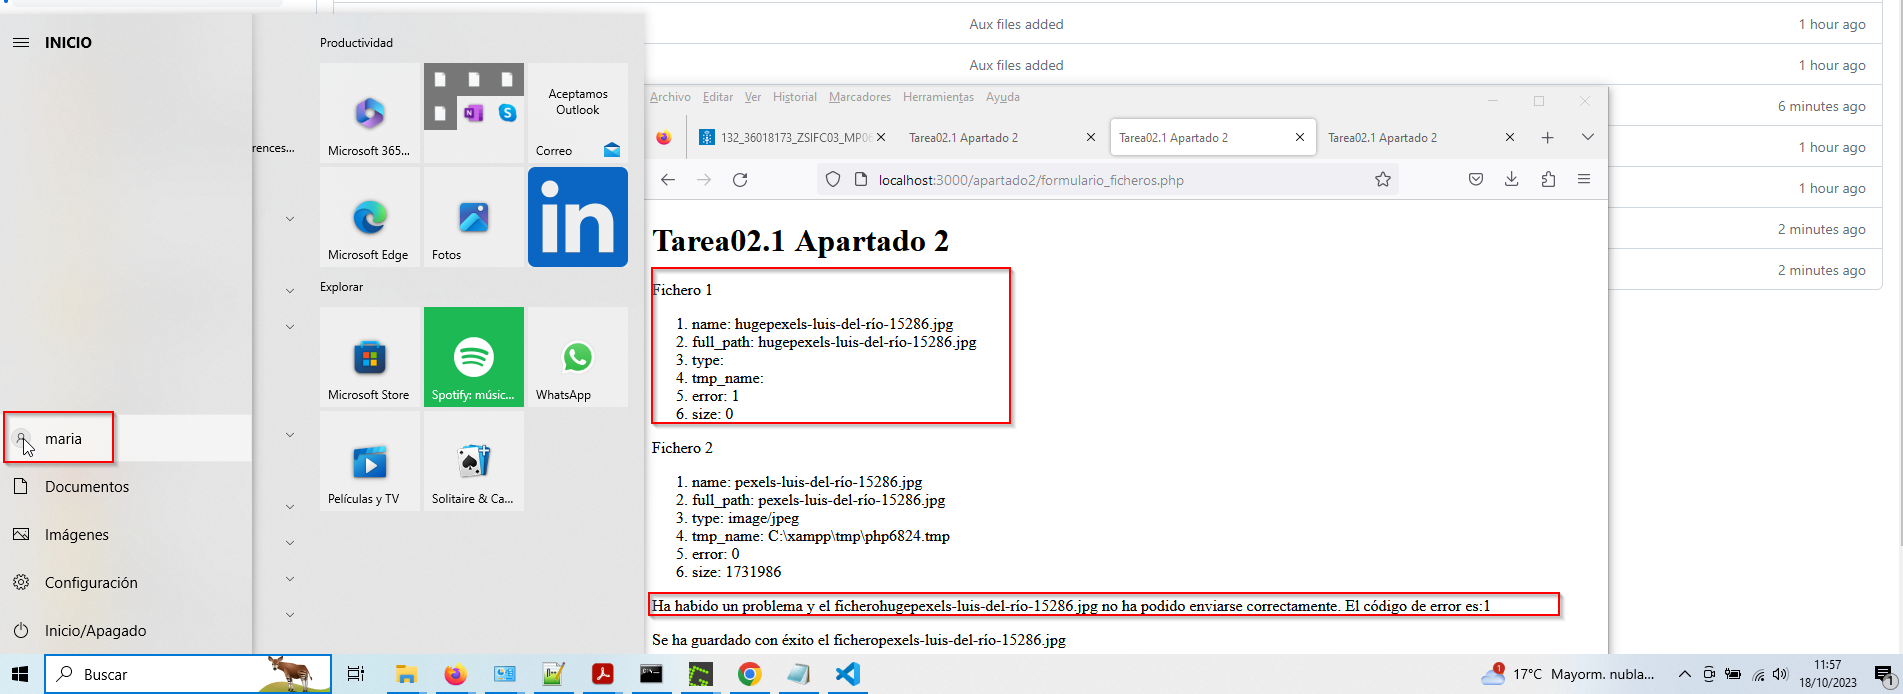 Aux files added
1 hour ago
Aux files added
1 hour ago
6 minutes ago
1 hour ago
1 hour ago
2 minutes ago
2 minutes ago
INICIO
rences...
maria
Documentos
Imágenes
Configuración
Inicio/Apagado
Productividad
Microsoft 365...
Aceptamos
Outlook
Correo
Microsoft Edge
Fotos
in
Explorar
Microsoft Store
Spotify: músic...
WhatsApp
Películas y TV
Solitaire & Ca...
Archivo Editar Ver Historial Marcadores Herramientas Ayuda
132_36018173_ZSIFC03_MP06
Tarea02.1 Apartado 2
Tarea02.1 Apartado 2
Tarea02.1 Apartado 2
localhost:3000/apartado2/formulario_ficheros.php
Tarea02.1 Apartado 2
Fichero 1
1. name: hugepexels-luis-del-río-15286.jpg
2. full_path: hugepexels-luis-del-río-15286.jpg
3. type:
4. tmp_name:
5. error: 1
6. size: 0
Fichero 2
1. name: pexels-luis-del-río-15286.jpg
2. full_path: pexels-luis-del-río-15286.jpg
3. type: image/jpeg
4. tmp_name: C:\xampp\tmp\php6824.tmp
5. error: 0
6. size: 1731986
Ha habido un problema y el ficherohugepexels-luis-del-río-15286.jpg no ha podido enviarse correctamente. El código de error es:1
Se ha guardado con éxito el ficheropexels-luis-del-río-15286.jpg
Buscar
1
17°C Mayorm. nubla...
11:57
18/10/2023
1